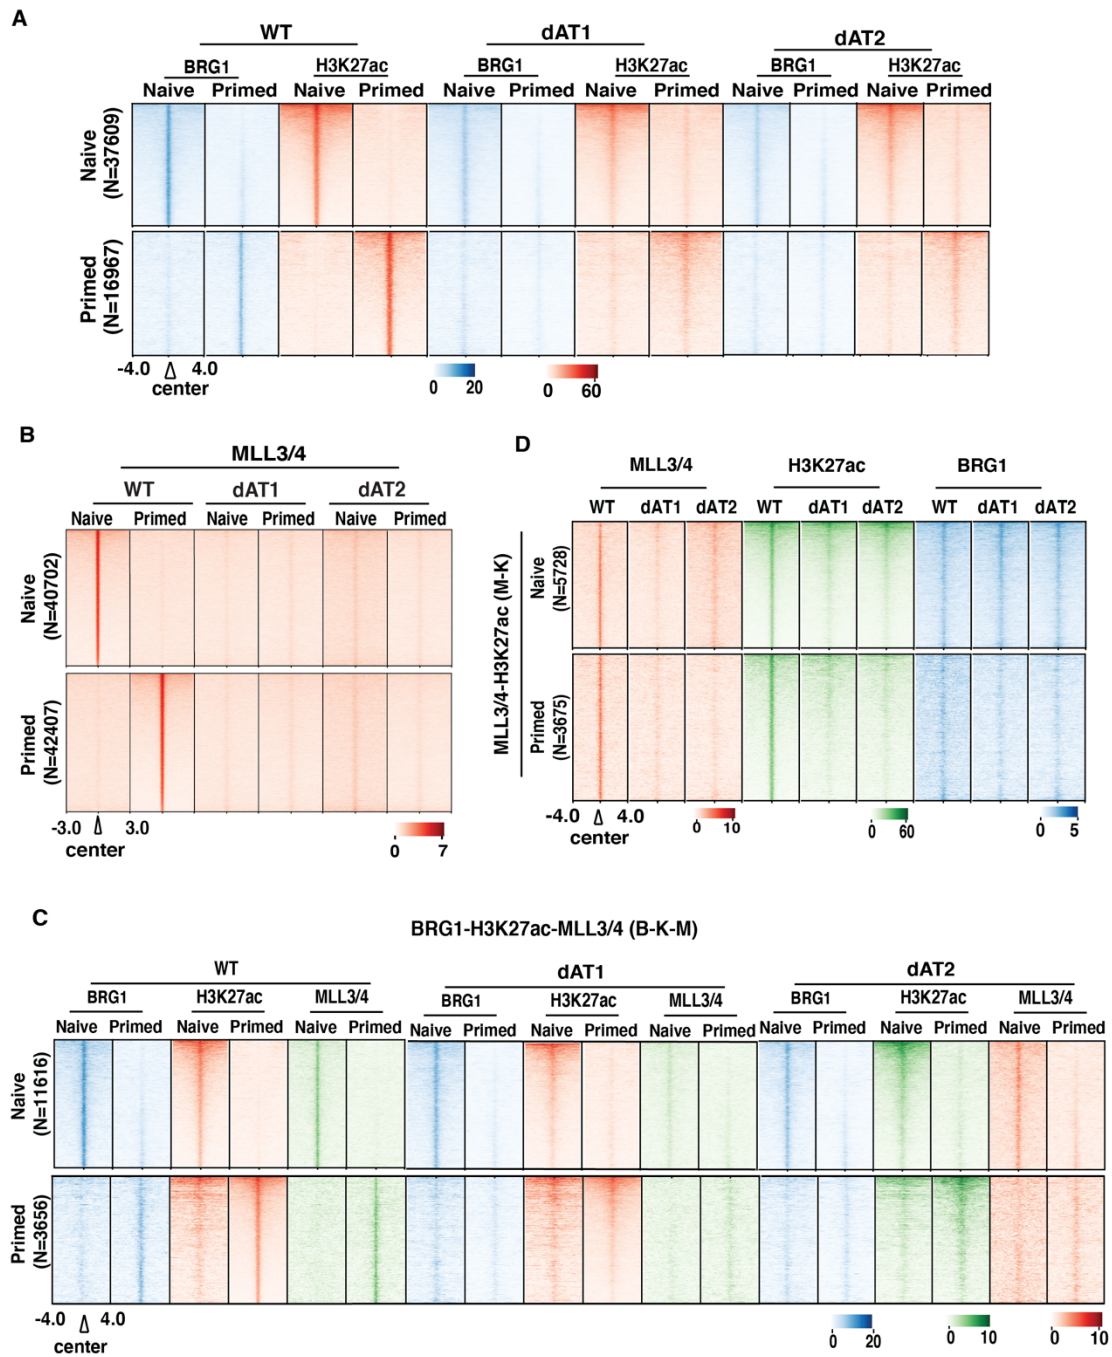 A
WT dAT1 dAT2
BRG1 H3K27ac BRG1 H3K27ac BRG1 H3K27ac
Naive Primed Naive Primed Naive Primed Naive Primed Naive Primed Naive Primed
Naive
(N=37609)
Primed
(N=16967)
-4.0 4.0
center
0 20 0 60
B
MLL3/4
WT dAT1 dAT2
Naive Primed Naive Primed Naive Primed
Naive
(N=40702)
Primed
(N=42407)
-3.0 3.0
center
0 7
D
MLL3/4 H3K27ac BRG1
WT dAT1 dAT2 WT dAT1 dAT2 WT dAT1 dAT2
MLL3/4-H3K27ac (M-K)
Naive
(N=5728)
Primed
(N=3675)
-4.0 4.0
center
0 10 0 60 0 5
C
BRG1-H3K27ac-MLL3/4 (B-K-M)
WT dAT1 dAT2
BRG1 H3K27ac MLL3/4 BRG1 H3K27ac MLL3/4 BRG1 H3K27ac MLL3/4
Naive Primed Naive Primed Naive Primed Naive Primed Naive Primed Naive Primed Naive Primed Naive Primed Naive Primed
Naive
(N=11616)
Primed
(N=3656)
-4.0 4.0
center
0 20 0 10 0 10